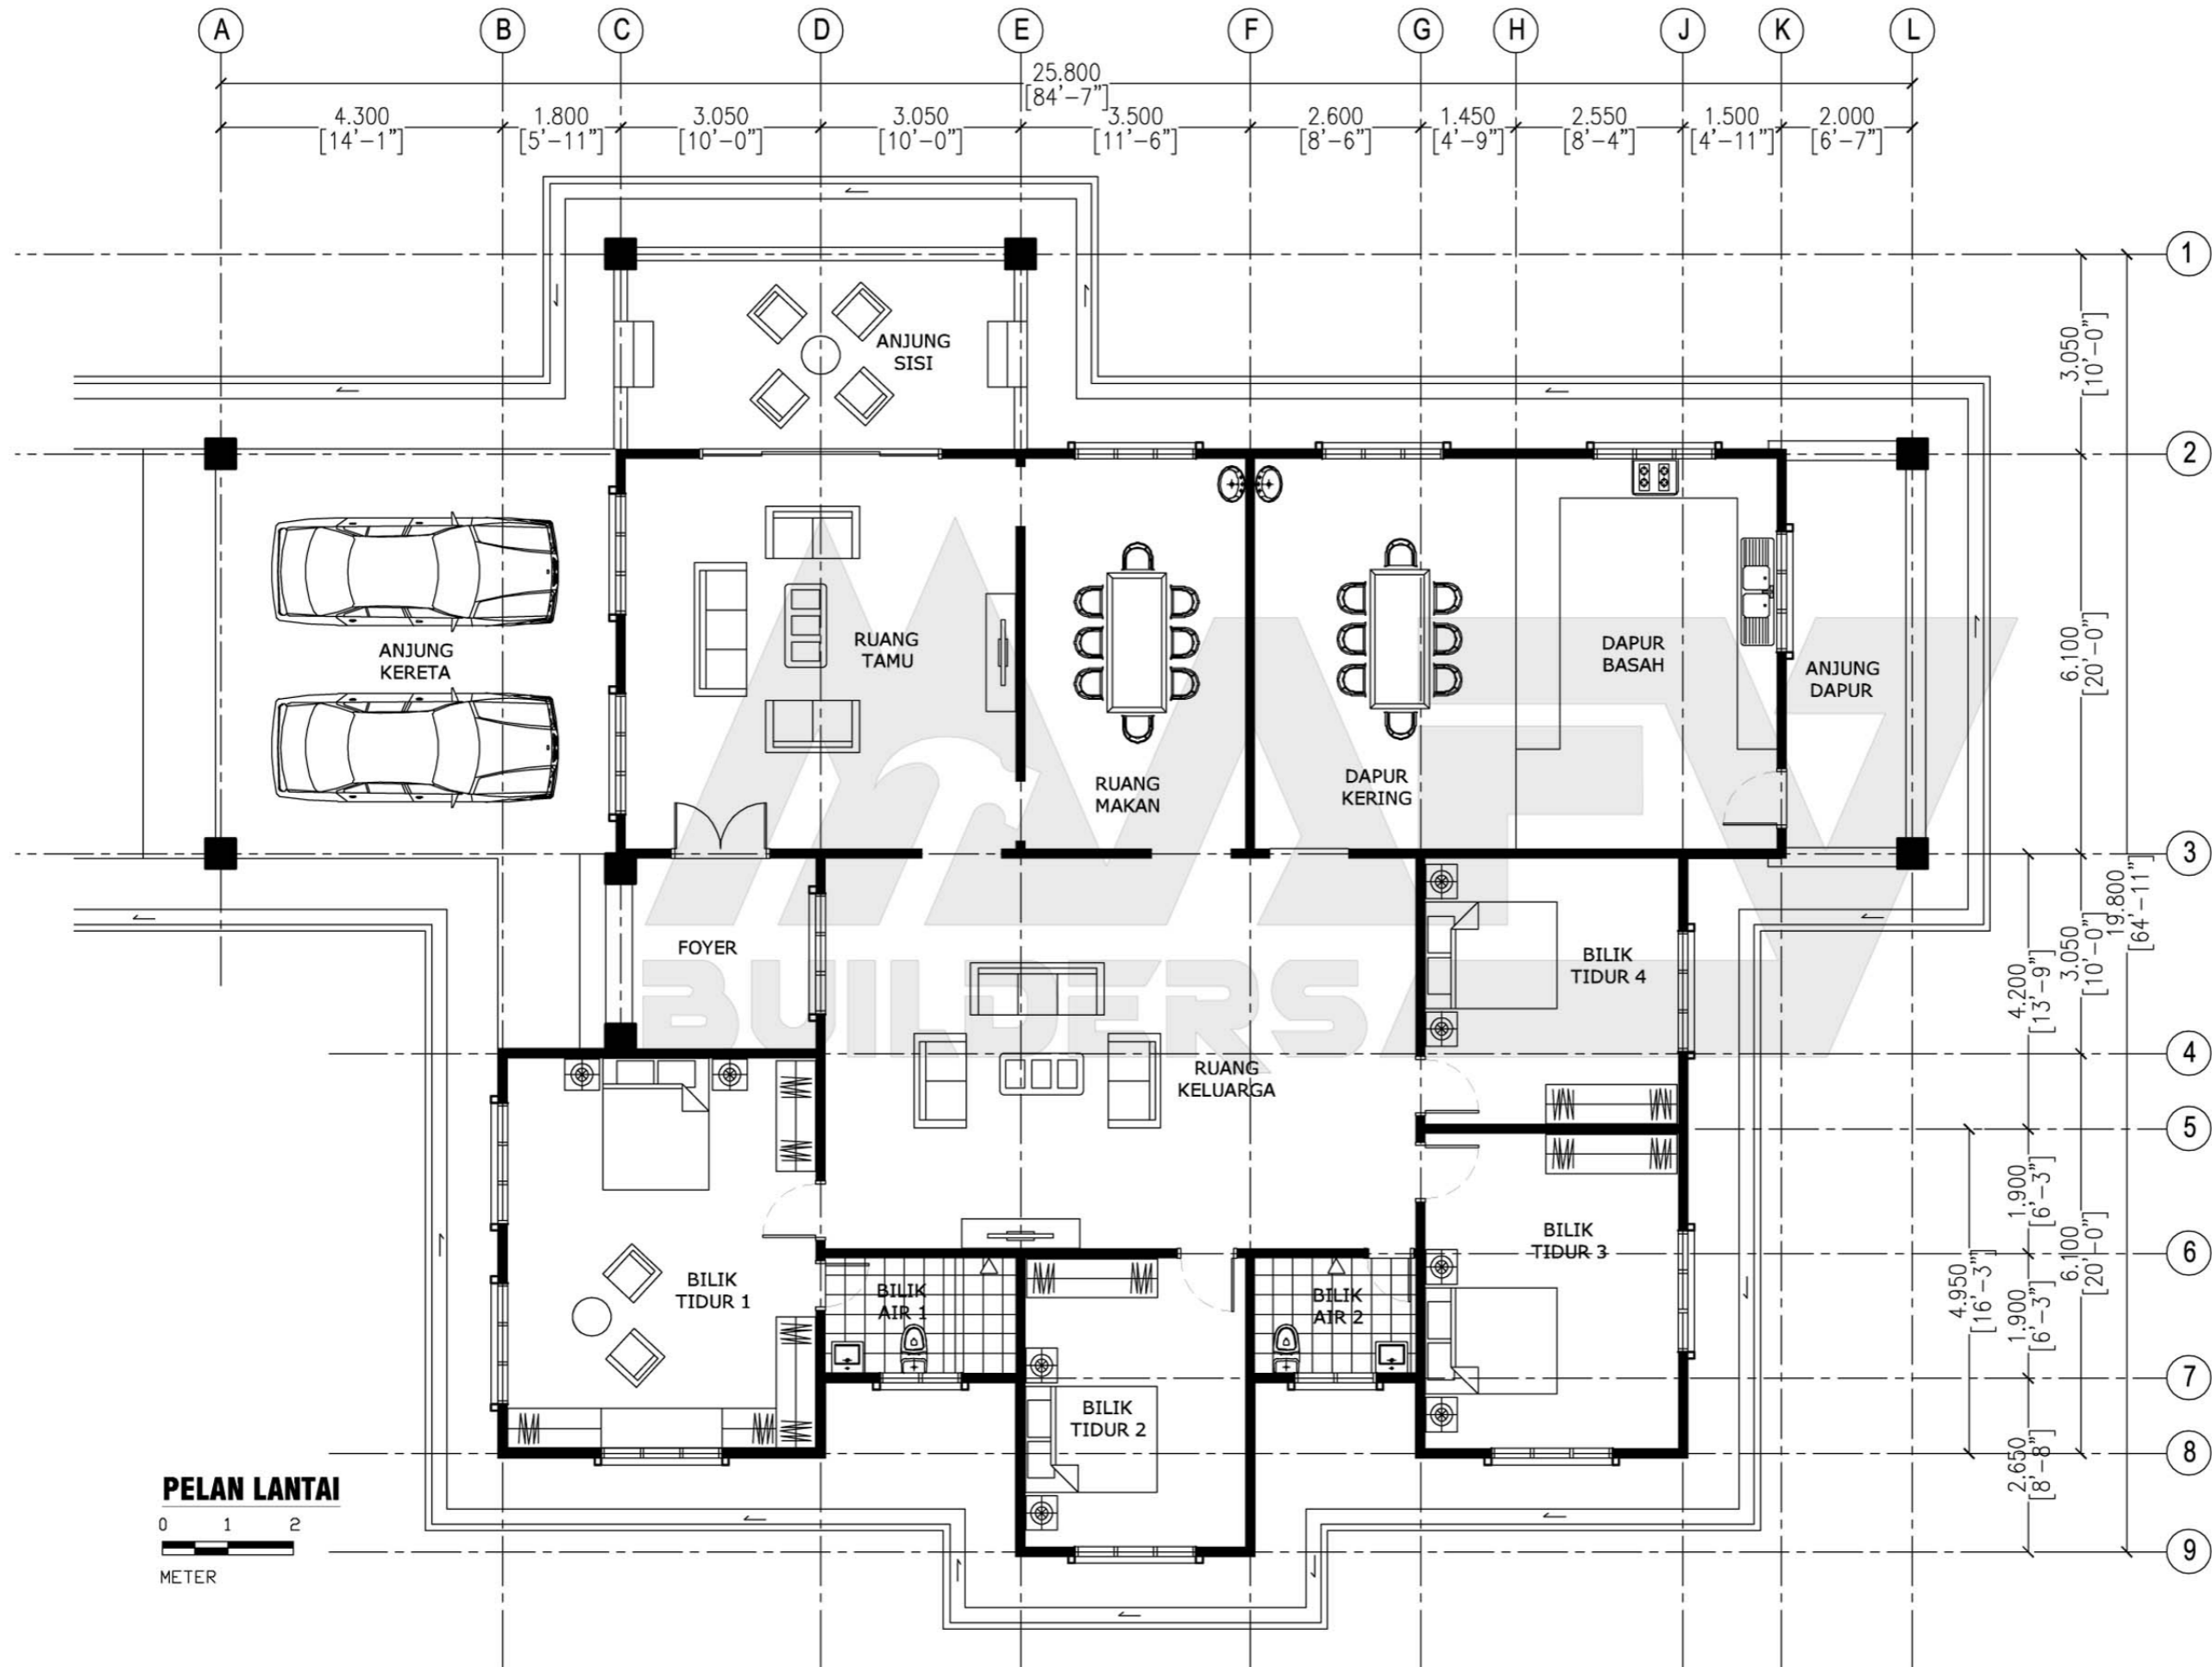 A B C D E F G H J K L
25.800
[84'-7"]
4.300 1.800 3.050 3.050 3.500 2.600 1.450 2.550 1.500 2.000
[14'-1"] [5'-11"] [10'-0"] [10'-0"] [11'-6"] [8'-6"] [4'-9"] [8'-4"] [4'-11"] [6'-7"]
1
3.050
[10'-0"]
ANJUNG
SISI
2
6.100
[20'-0"]
ANJUNG
KERETA
RUANG
TAMU
RUANG
MAKAN
DAPUR
KERING
DAPUR
BASAH
ANJUNG
DAPUR
3
19.800
[64'-11"]
3.050
[10'-0"]
4.200
[13'-9"]
FOYER
BUILDERS
BILIK
TIDUR 4
4
RUANG
KELUARGA
5
1.900
[6'-3"]
6.100
[20'-0"]
4.950
[16'-3"]
1.900
[6'-3"]
BILIK
TIDUR 3
6
BILIK
TIDUR 1
BILIK
AIR 1
BILIK
AIR 2
7
BILIK
TIDUR 2
8
2.650
[8'-8"]
9
PELAN LANTAI
0 1 2
METER